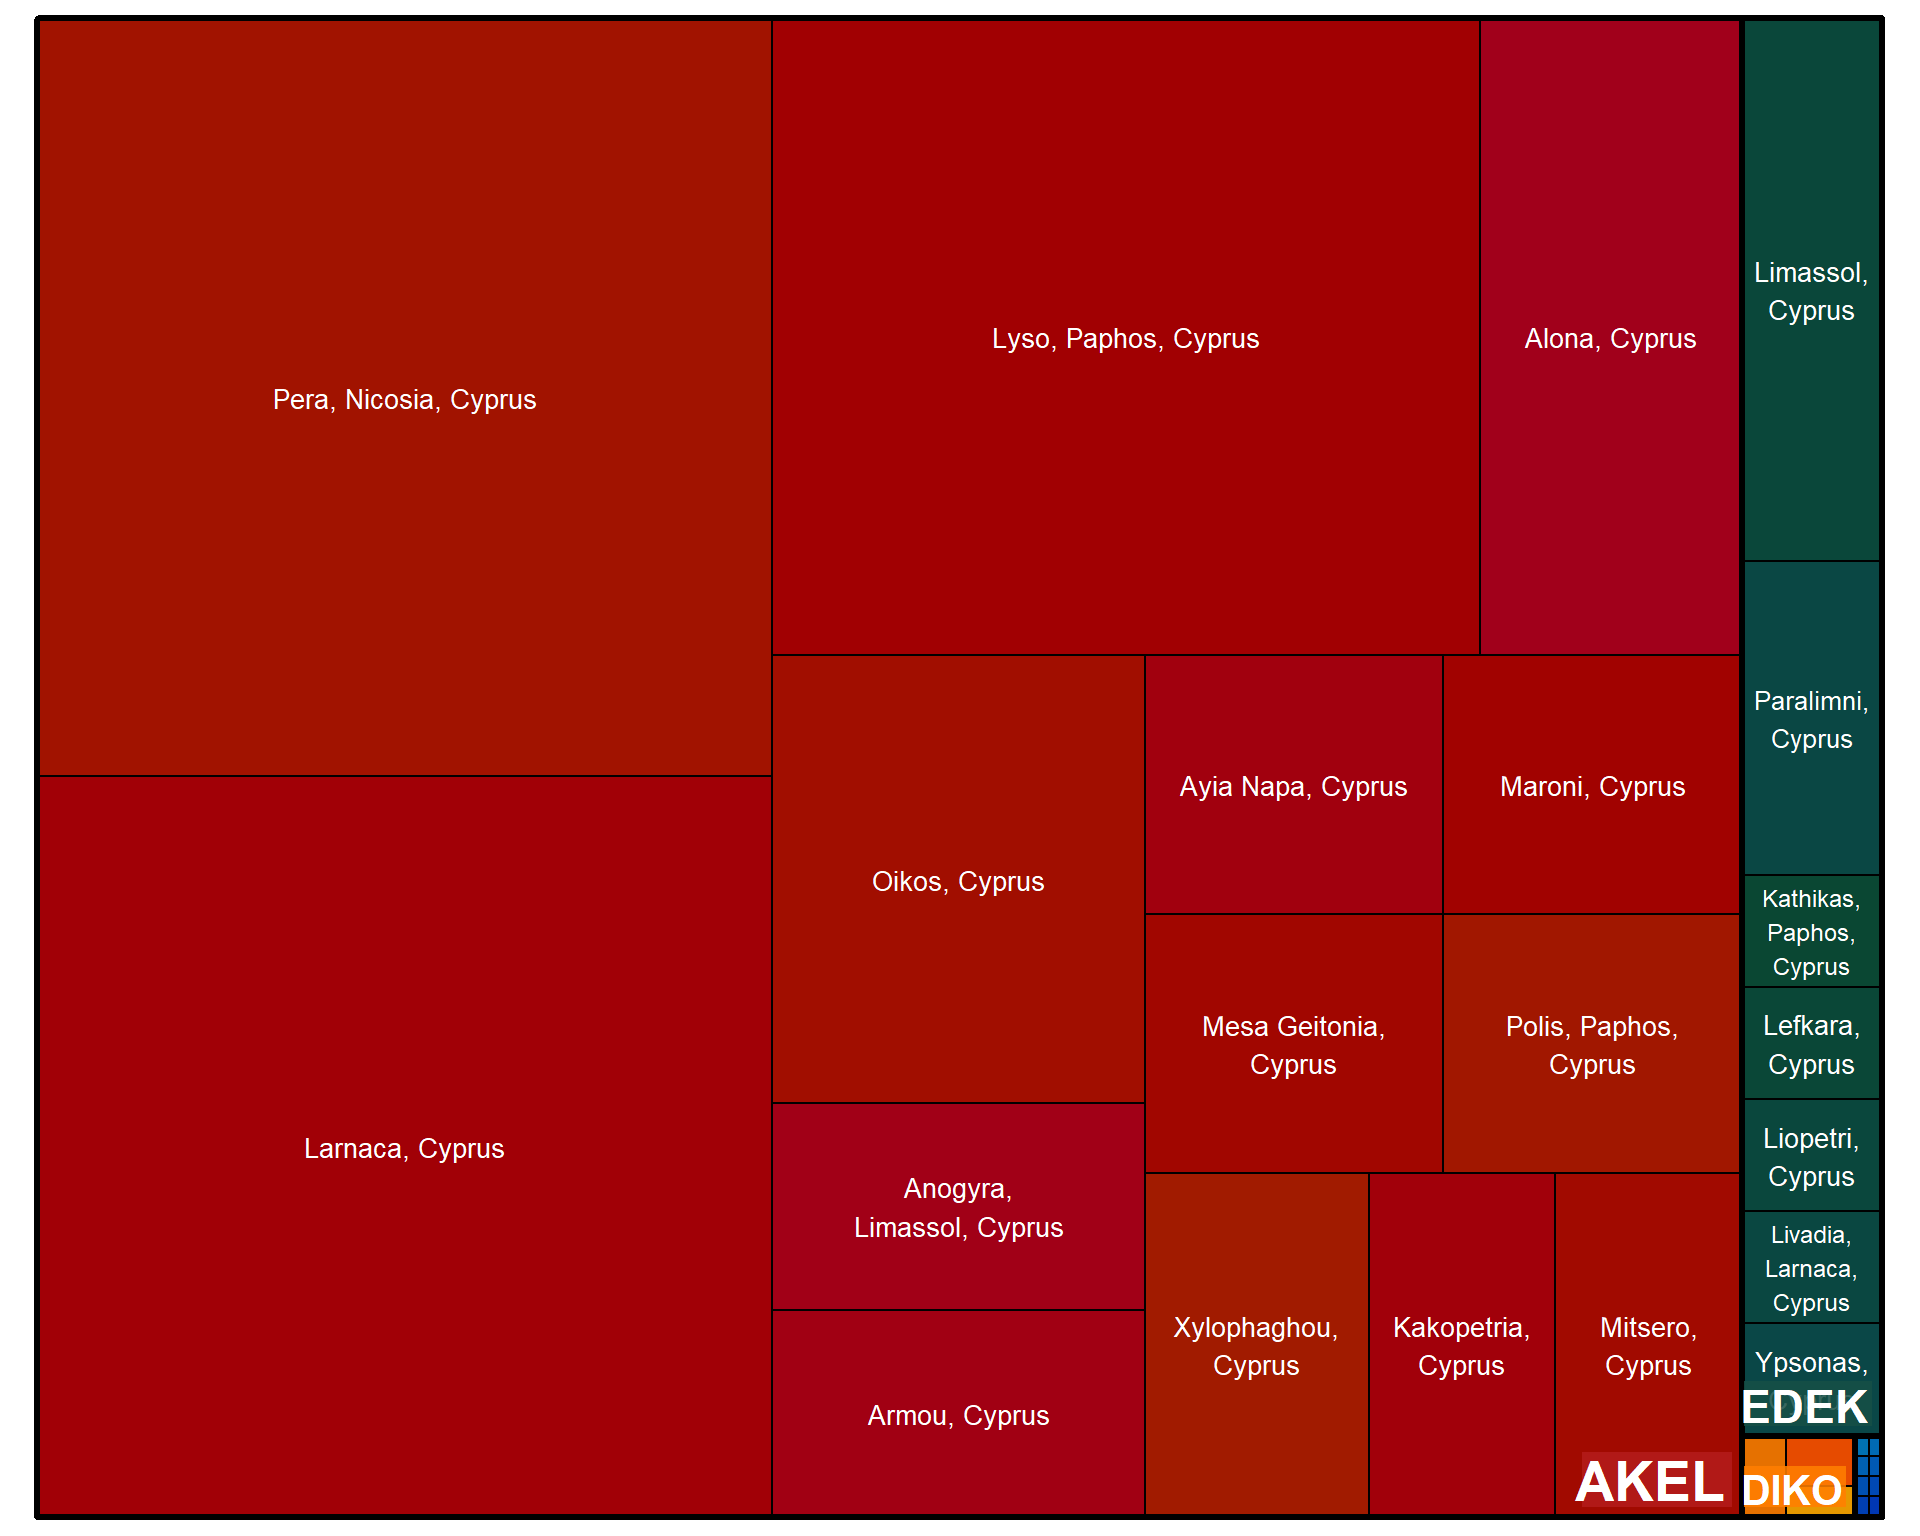 Pera, Nicosia, Cyprus
Larnaca, Cyprus
Lyso, Paphos, Cyprus
Alona, Cyprus
Oikos, Cyprus
Anogyra,
Limassol, Cyprus
Armou, Cyprus
Ayia Napa, Cyprus
Maroni, Cyprus
Mesa Geitonia,
Cyprus
Polis, Paphos,
Cyprus
Xylophaghou,
Cyprus
Kakopetria,
Cyprus
Mitsero,
Cyprus
AKEL
Limassol,
Cyprus
Paralimni,
Cyprus
Kathikas,
Paphos,
Cyprus
Lefkara,
Cyprus
Liopetri,
Cyprus
Livadia,
Larnaca,
Cyprus
Ypsonas,
EDEK
DIKO